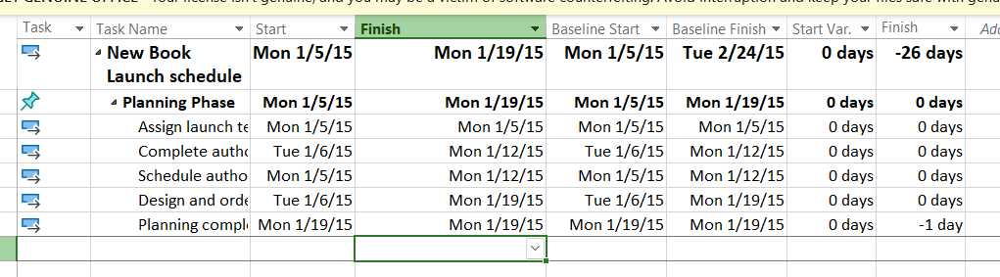 GET GENUINE OFFICE Your license isn't genuine, and you may be a victim of software counterfeiting. Avoid interruption and keep your files safe with
Task Task Name Start Finish Baseline Start Baseline Finish Start Var. Finish Add
New Book Launch schedule Mon 1/5/15 Mon 1/19/15 Mon 1/5/15 Tue 2/24/15 0 days -26 days
Planning Phase Mon 1/5/15 Mon 1/19/15 Mon 1/5/15 Mon 1/19/15 0 days 0 days
Assign launch te Mon 1/5/15 Mon 1/5/15 Mon 1/5/15 Mon 1/5/15 0 days 0 days
Complete autho Tue 1/6/15 Mon 1/12/15 Tue 1/6/15 Mon 1/12/15 0 days 0 days
Schedule autho Mon 1/5/15 Mon 1/12/15 Mon 1/5/15 Mon 1/12/15 0 days 0 days
Design and orde Tue 1/6/15 Mon 1/19/15 Tue 1/6/15 Mon 1/19/15 0 days 0 days
Planning compl Mon 1/19/15 Mon 1/19/15 Mon 1/19/15 Mon 1/19/15 0 days -1 day